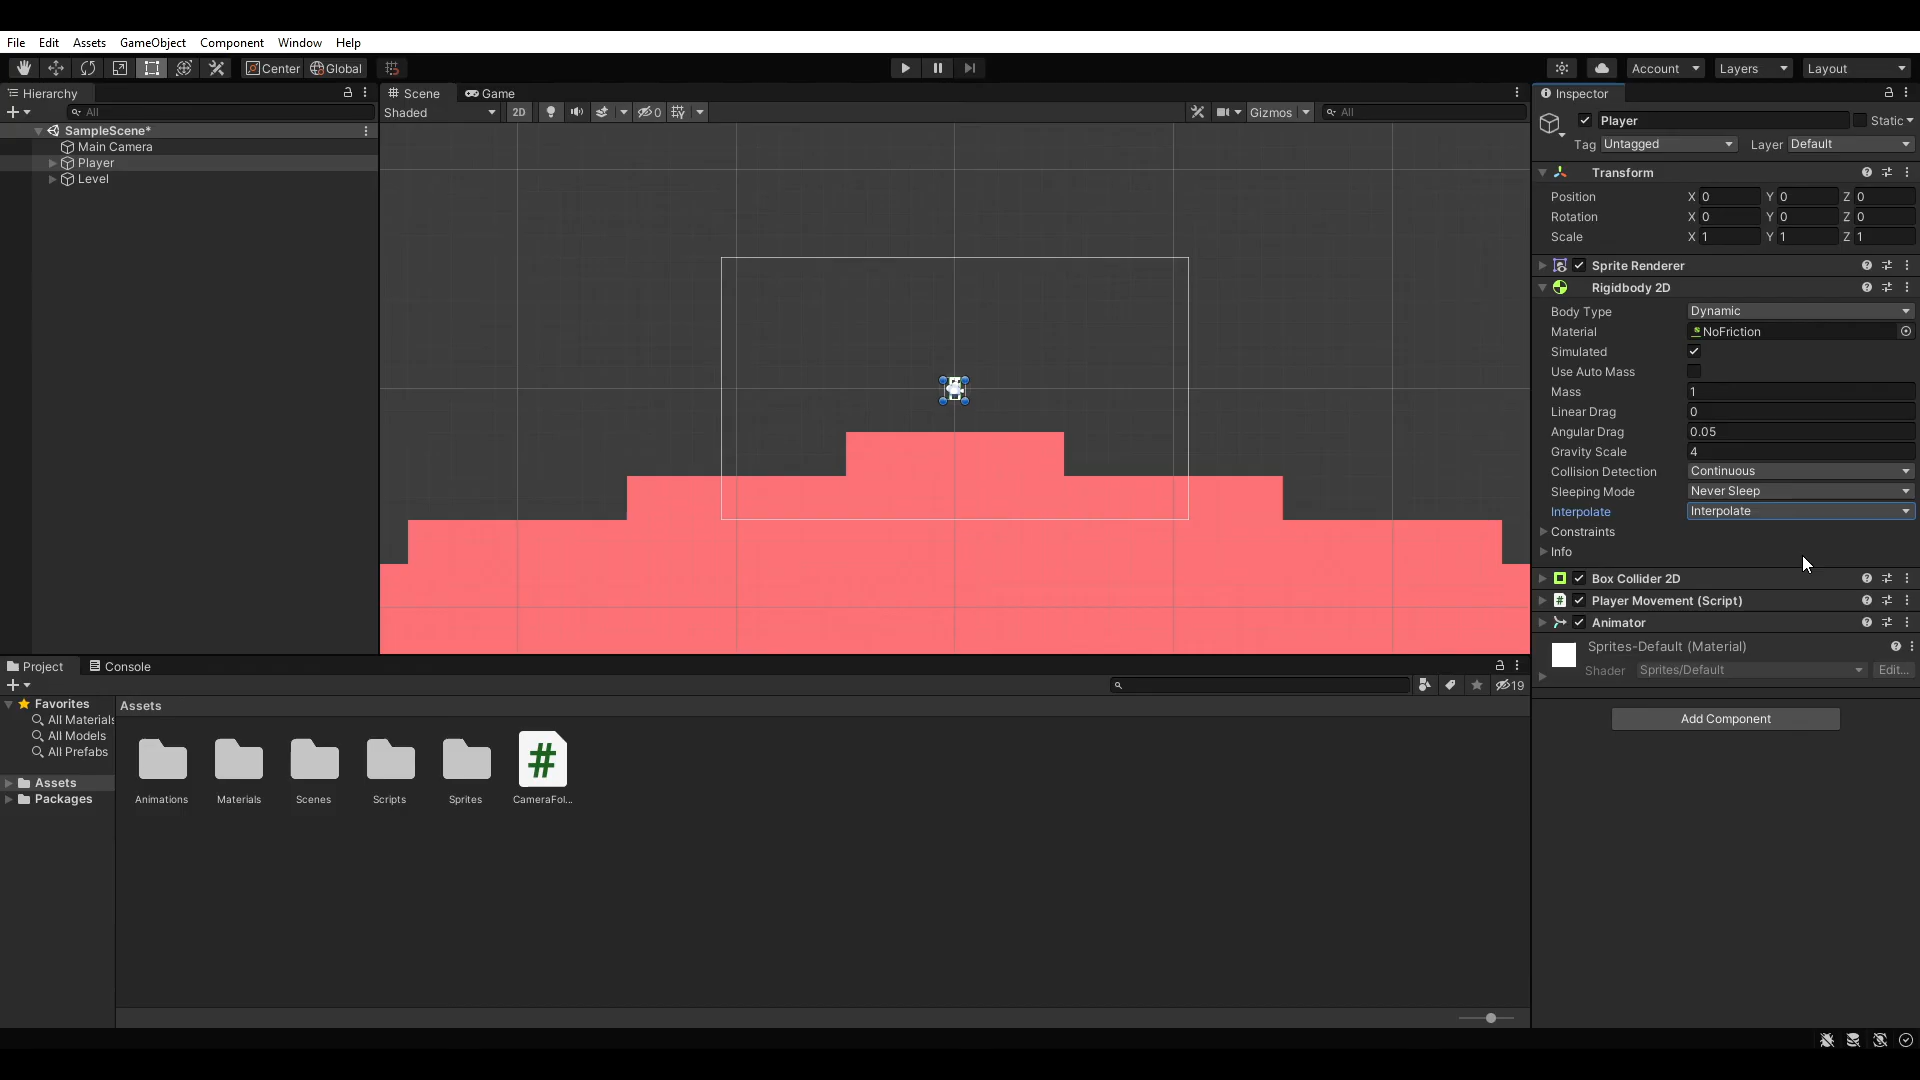 File Edit Assets GameObject Component Window Help
Center Global Account Layers Layout
Hierarchy
All
SampleScene*
Main Camera
Player
Level
Scene Game
Shaded 2D 0 Gizmos All
Inspector
Player Static
Tag Untagged Layer Default
Transform
Position X 0 Y 0 Z 0
Rotation X 0 Y 0 Z 0
Scale X 1 Y 1 Z 1
Sprite Renderer
Rigidbody 2D
Body Type Dynamic
Material NoFriction
Simulated
Use Auto Mass
Mass 1
Linear Drag 0
Angular Drag 0.05
Gravity Scale 4
Collision Detection Continuous
Sleeping Mode Never Sleep
Interpolate Interpolate
Constraints
Info
Box Collider 2D
Player Movement (Script)
Animator
Sprites-Default (Material)
Shader Sprites/Default Edit...
Add Component
Project Console
19
Favorites
All Materials
All Models
All Prefabs
Assets
Packages
Assets
Animations Materials Scenes Scripts Sprites CameraFol...